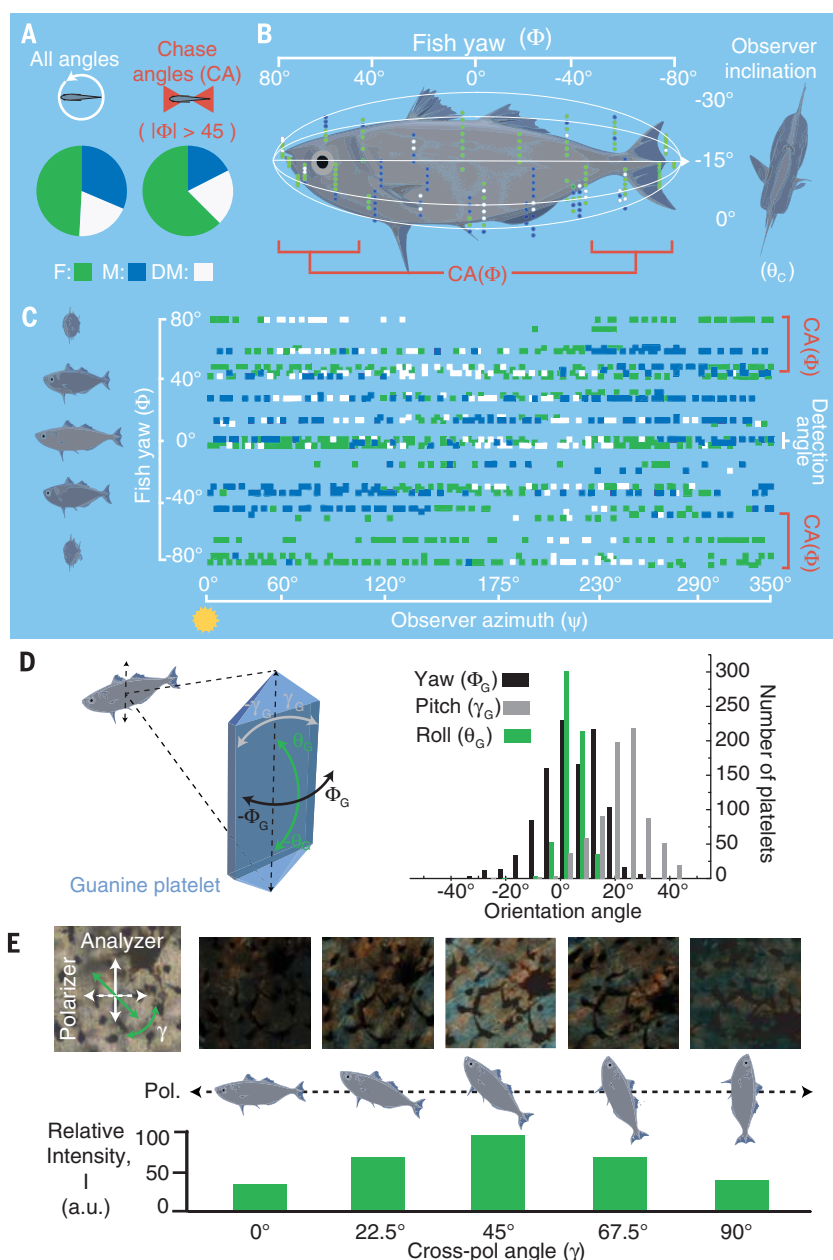 A
All angles
Chase
angles (CA)
( |Φ| > 45 )
F: M: DM:
B
Fish yaw (Φ)
80° 40° 0° -40° -80°
Observer
inclination
-30°
-15°
0°
(θC)
CA(Φ)
C
Fish yaw (Φ)
80°
40°
0°
-40°
-80°
CA(Φ)
Detection
angle
CA(Φ)
0° 60° 120° 175° 230° 290° 350°
Observer azimuth (ψ)
D
-γG γG
θG
-ΦG ΦG
-θG
Guanine platelet
Yaw (ΦG)
Pitch (γG)
Roll (θG)
300
250
200
150
100
50
0
Number of platelets
-40° -20° 0° 20° 40°
Orientation angle
E
Analyzer
Polarizer
γ
Pol.
Relative
Intensity,
I
(a.u.)
100
50
0
0° 22.5° 45° 67.5° 90°
Cross-pol angle (γ)